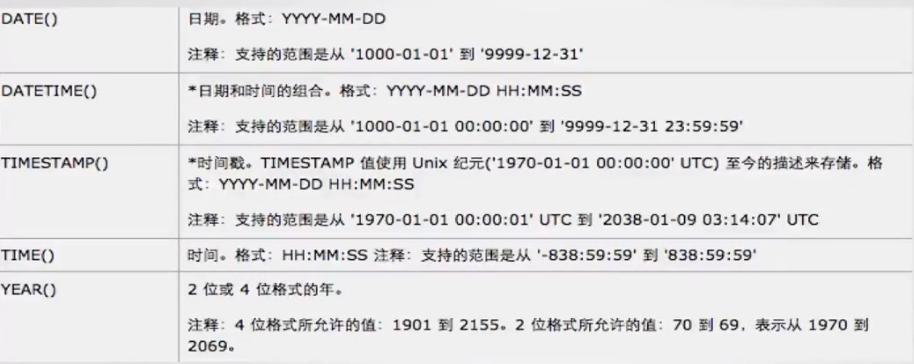 DATE()
日期。格式：YYYY-MM-DD
注释：支持的范围是从 '1000-01-01' 到 '9999-12-31'
DATETIME()
*日期和时间的组合。格式：YYYY-MM-DD HH:MM:SS
注释：支持的范围是从 '1000-01-01 00:00:00' 到 '9999-12-31 23:59:59'
TIMESTAMP()
*时间戳。TIMESTAMP 值使用 Unix 纪元('1970-01-01 00:00:00' UTC) 至今的描述来存储。格
式：YYYY-MM-DD HH:MM:SS
注释：支持的范围是从 '1970-01-01 00:00:01' UTC 到 '2038-01-09 03:14:07' UTC
TIME()
时间。格式：HH:MM:SS 注释：支持的范围是从 '-838:59:59' 到 '838:59:59'
YEAR()
2 位或 4 位格式的年。
注释：4 位格式所允许的值：1901 到 2155。2 位格式所允许的值：70 到 69，表示从 1970 到
2069。